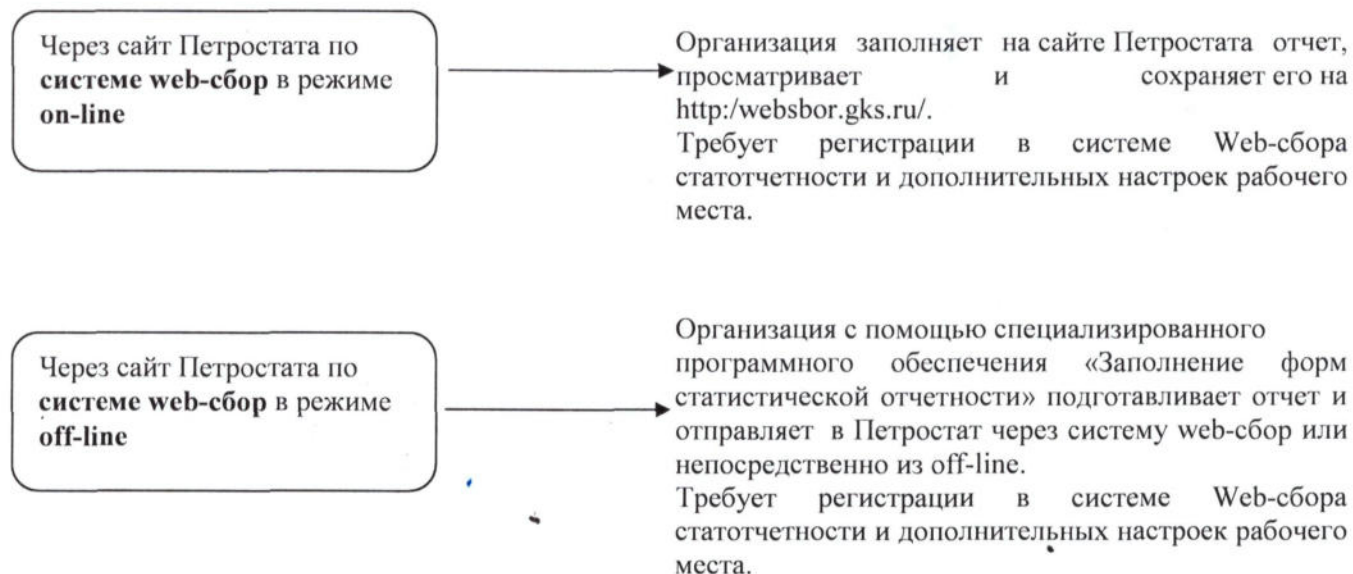 Через сайт Петростата по
системе web-сбор в режиме
on-line
Организация заполняет на сайте Петростата отчет,
просматривает и сохраняет его на
http:/websbor.gks.ru/.
Требует регистрации в системе Web-сбора
статотчетности и дополнительных настроек рабочего
места.
Через сайт Петростата по
системе web-сбор в режиме
off-line
Организация с помощью специализированного
программного обеспечения «Заполнение форм
статистической отчетности» подготавливает отчет и
отправляет в Петростат через систему web-сбор или
непосредственно из off-line.
Требует регистрации в системе Web-сбора
статотчетности и дополнительных настроек рабочего
места.